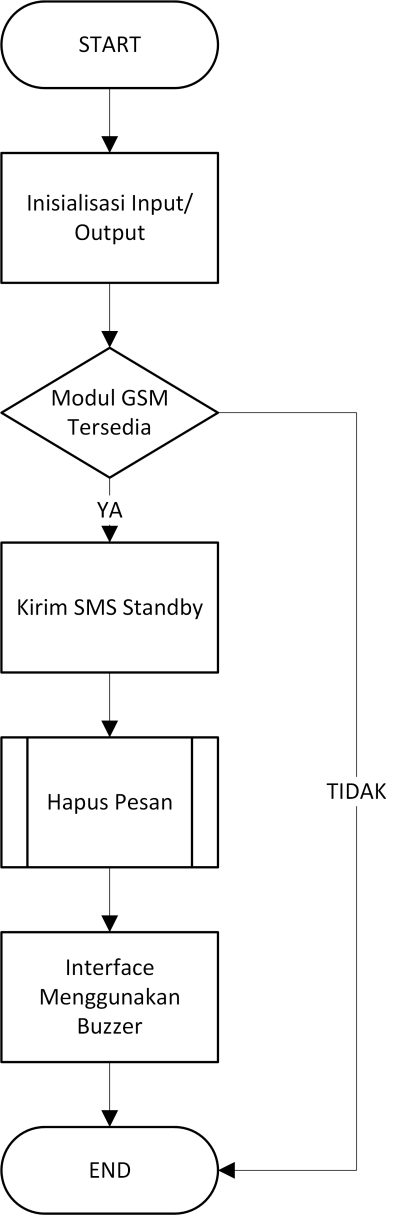 START
Inisialisasi Input/
Output
Modul GSM
Tersedia
YA
Kirim SMS Standby
Hapus Pesan
TIDAK
Interface
Menggunakan
Buzzer
END